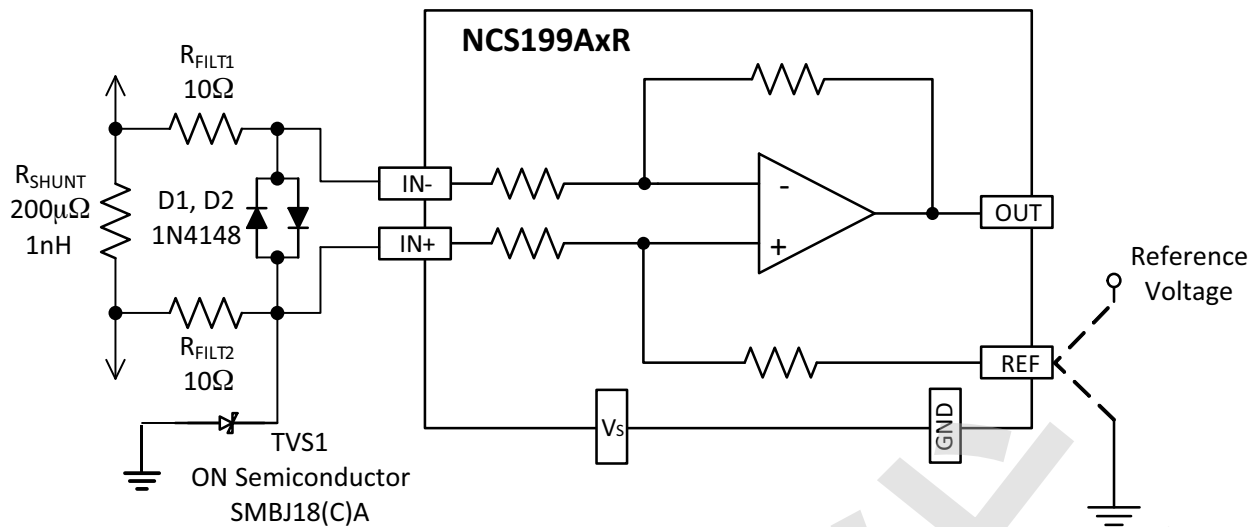 NCS199AxR
RFILT1
10Ω
RSHUNT
200μΩ
1nH
D1, D2
1N4148
IN-
IN+
-
+
OUT
Reference
Voltage
RFILT2
10Ω
REF
VS
GND
TVS1
ON Semiconductor
SMBJ18(C)A